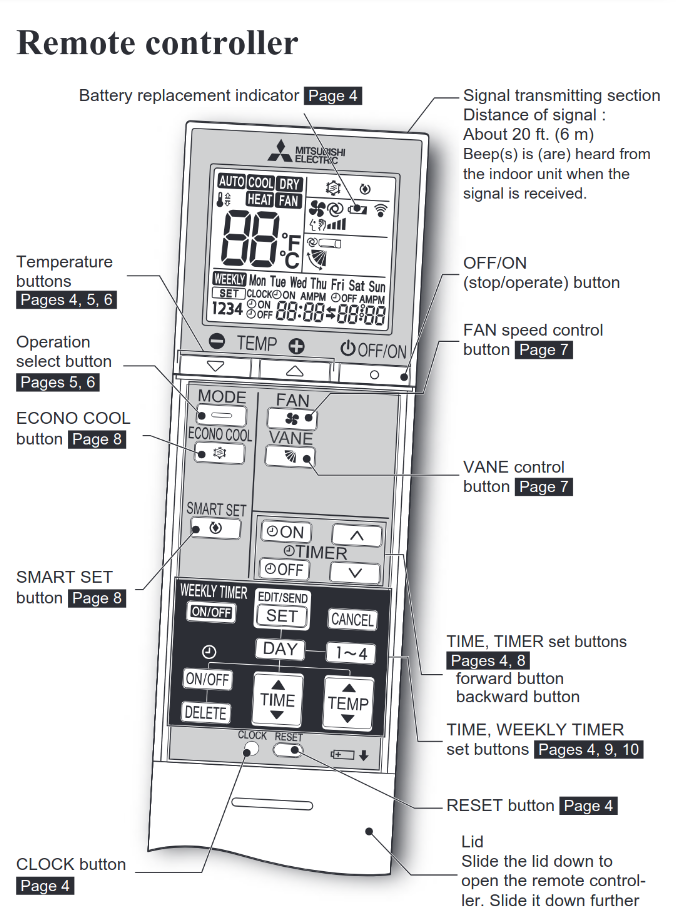 Remote controller
Battery replacement indicator Page 4
Signal transmitting section
Distance of signal :
About 20 ft. (6 m)
Beep(s) is (are) heard from
the indoor unit when the
signal is received.
MITSUBISHI
ELECTRIC
AUTO COOL DRY
HEAT FAN
88°F
°C
WEEKLY Mon Tue Wed Thu Fri Sat Sun
SET CLOCK ON AMPM OFF AMPM
1234 ON OFF 88:88 88:88
Temperature
buttons
Pages 4, 5, 6
OFF/ON
(stop/operate) button
TEMP
OFF/ON
FAN speed control
button Page 7
Operation
select button
Pages 5, 6
MODE
FAN
ECONO COOL
button Page 8
ECONO COOL
VANE
VANE control
button Page 7
SMART SET
ON
TIMER
OFF
SMART SET
button Page 8
WEEKLY TIMER
ON/OFF
EDIT/SEND
SET
CANCEL
DAY
1~4
ON/OFF
TIME
TEMP
DELETE
TIME, TIMER set buttons
Pages 4, 8
forward button
backward button
TIME, WEEKLY TIMER
set buttons Pages 4, 9, 10
CLOCK
RESET
RESET button Page 4
CLOCK button
Page 4
Lid
Slide the lid down to
open the remote control-
ler. Slide it down further